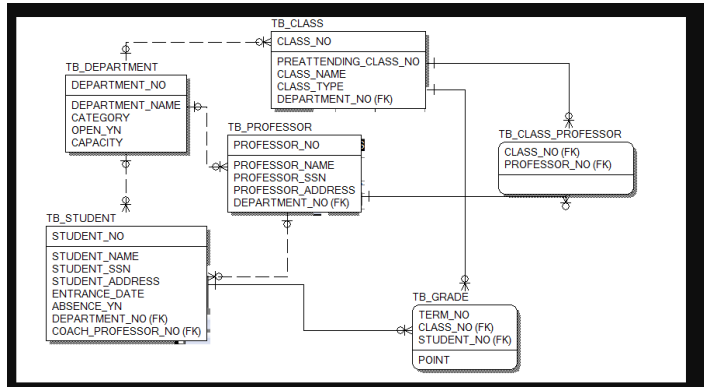 TB_CLASS
CLASS_NO
PREATTENDING_CLASS_NO
CLASS_NAME
CLASS_TYPE
DEPARTMENT_NO (FK)
TB_DEPARTMENT
DEPARTMENT_NO
DEPARTMENT_NAME
CATEGORY
OPEN_YN
CAPACITY
TB_PROFESSOR
PROFESSOR_NO
PROFESSOR_NAME
PROFESSOR_SSN
PROFESSOR_ADDRESS
DEPARTMENT_NO (FK)
TB_CLASS_PROFESSOR
CLASS_NO (FK)
PROFESSOR_NO (FK)
TB_STUDENT
STUDENT_NO
STUDENT_NAME
STUDENT_SSN
STUDENT_ADDRESS
ENTRANCE_DATE
ABSENCE_YN
DEPARTMENT_NO (FK)
COACH_PROFESSOR_NO (FK)
TB_GRADE
TERM_NO
CLASS_NO (FK)
STUDENT_NO (FK)
POINT